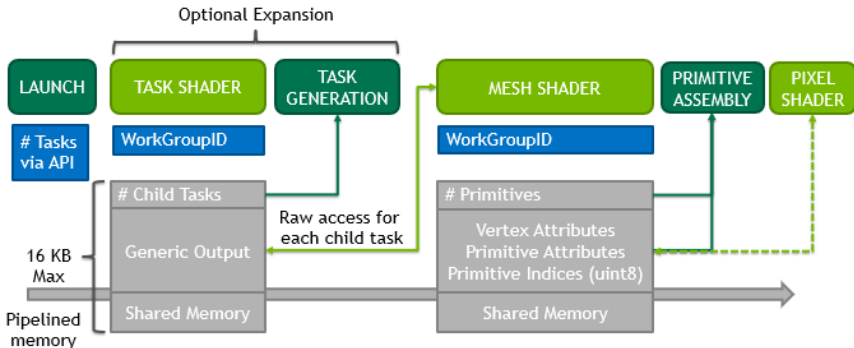 Optional Expansion
LAUNCH
TASK SHADER
TASK
GENERATION
MESH SHADER
PRIMITIVE
ASSEMBLY
PIXEL
SHADER
# Tasks
via API
WorkGroupID
WorkGroupID
# Child Tasks
# Primitives
Raw access for
each child task
Generic Output
Vertex Attributes
Primitive Attributes
Primitive Indices (uint8)
16 KB
Max
Shared Memory
Shared Memory
Pipelined
memory